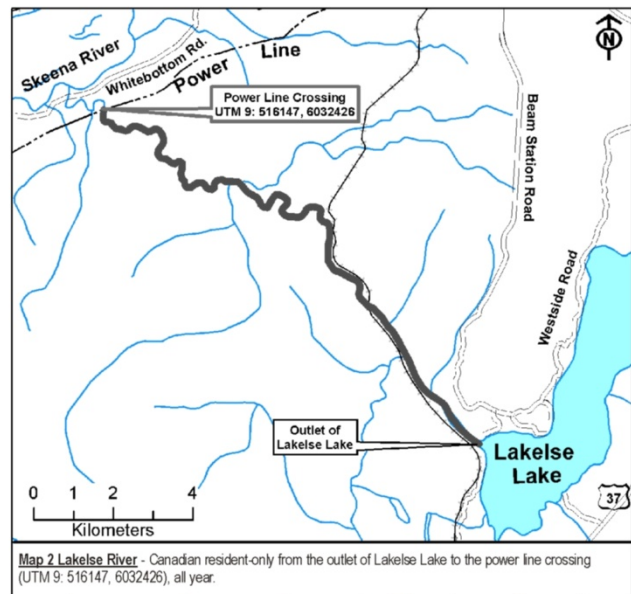 N
Skeena River
Whitebottom Rd.
Power Line
Power Line Crossing
UTM 9: 516147, 6032426
Beam Station Road
Westside Road
Outlet of
Lakelse Lake
Lakelse
Lake
37
0 2 4
Kilometers
Map 2 Lakelse River - Canadian resident-only from the outlet of Lakelse Lake to the power line crossing
(UTM 9: 516147, 6032426), all year.